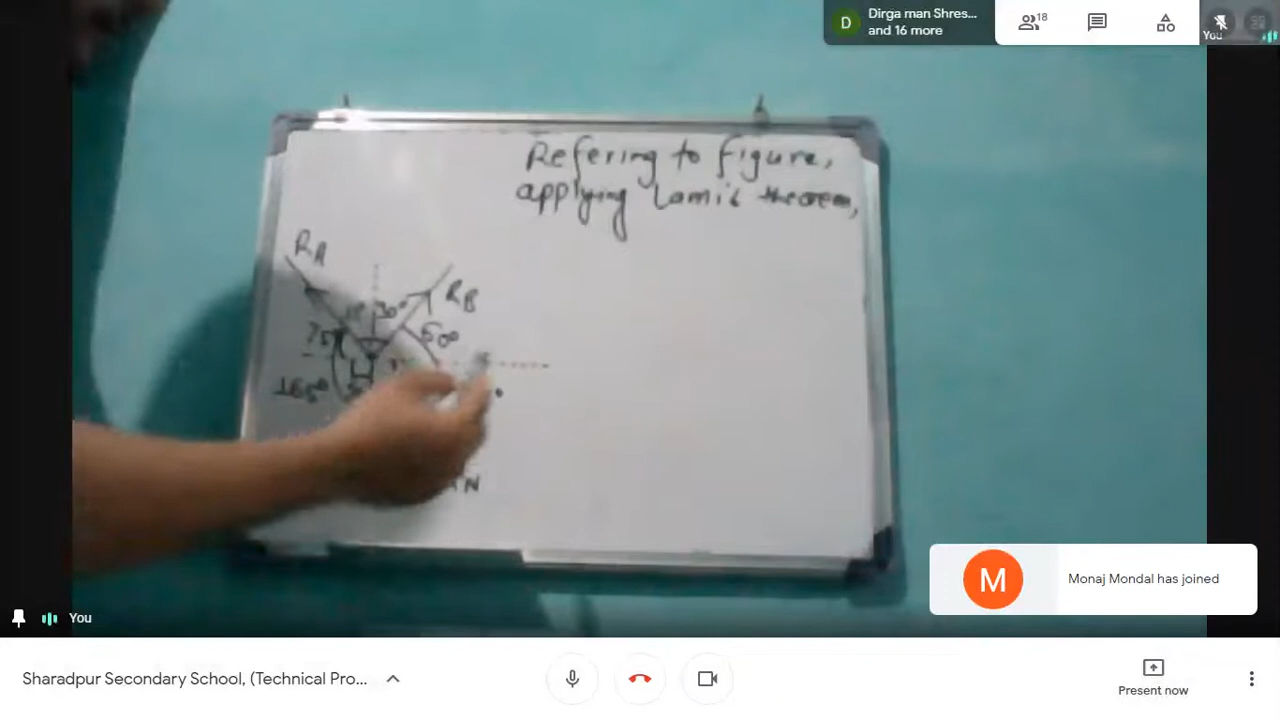 Dirga man Shres...
and 16 more
18
D
You
Refering to figure,
applying Lami's theorem,
RA
30°
RB
60°
165°
N
M
Monaj Mondal has joined
You
Sharadpur Secondary School, (Technical Pro...
Present now